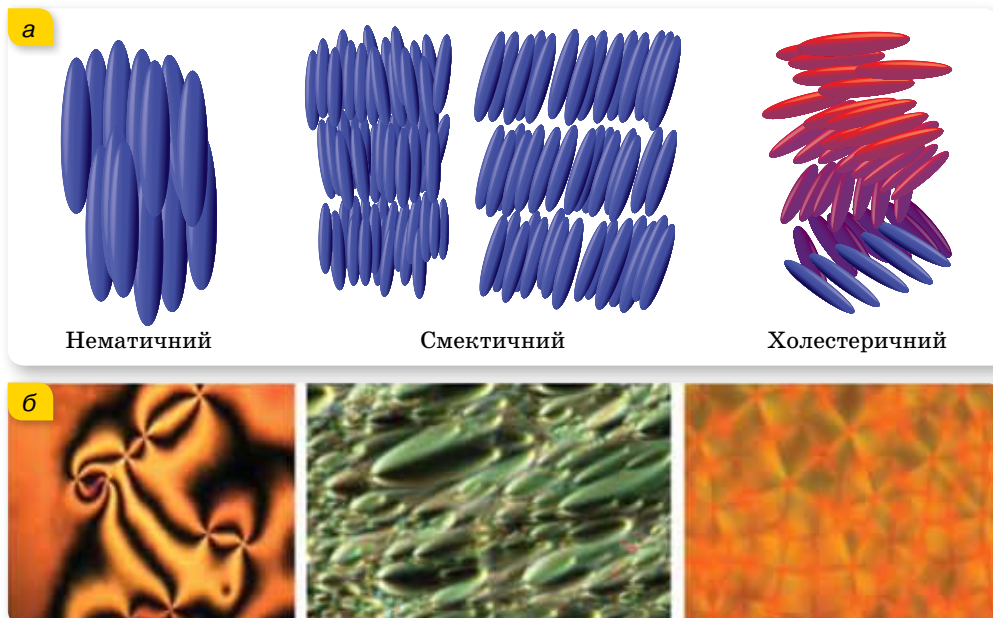 а
Нематичний
Смектичний
Холестеричний
б